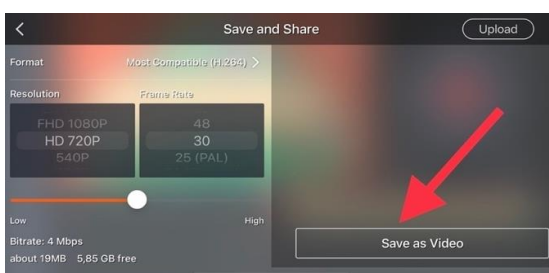 Save and Share
Upload
Format Most Compatible (H.264)
Resolution Frame Rate
FHD 1080P 48
HD 720P 30
540P 25 (PAL)
Low High
Bitrate: 4 Mbps
about 19MB 5,85 GB free
Save as Video